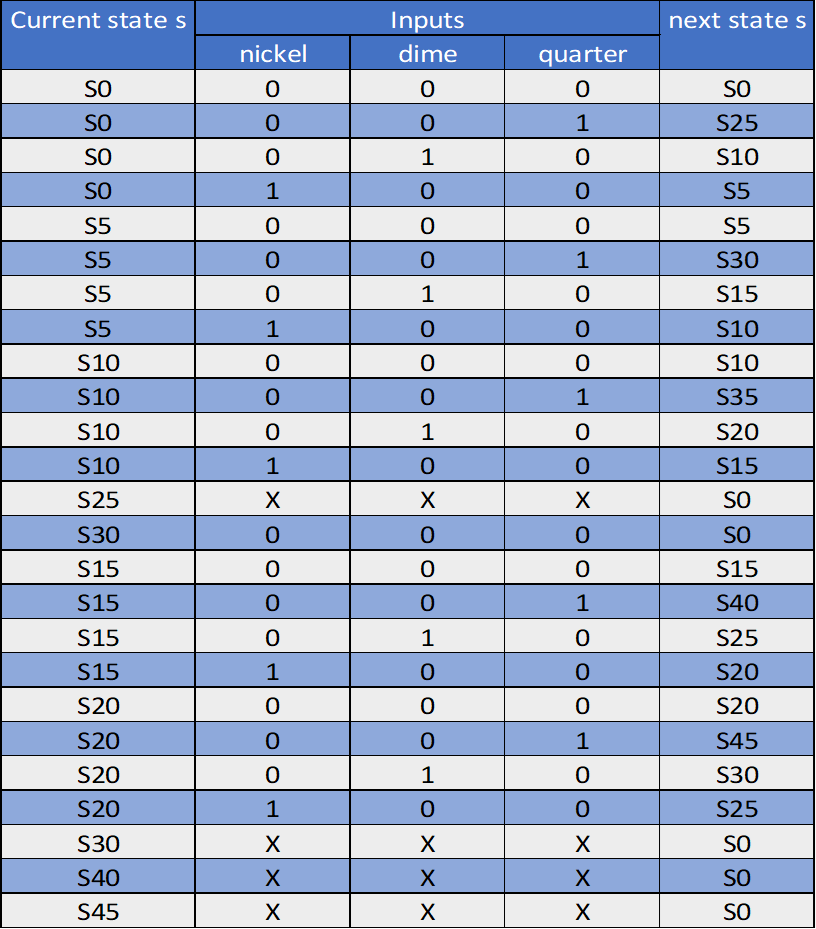 Current state s Inputs next state s
nickel dime quarter
S0 0 0 0 S0
S0 0 0 1 S25
S0 0 1 0 S10
S0 1 0 0 S5
S5 0 0 0 S5
S5 0 0 1 S30
S5 0 1 0 S15
S5 1 0 0 S10
S10 0 0 0 S10
S10 0 0 1 S35
S10 0 1 0 S20
S10 1 0 0 S15
S25 X X X S0
S30 0 0 0 S0
S15 0 0 0 S15
S15 0 0 1 S40
S15 0 1 0 S25
S15 1 0 0 S20
S20 0 0 0 S20
S20 0 0 1 S45
S20 0 1 0 S30
S20 1 0 0 S25
S30 X X X S0
S40 X X X S0
S45 X X X S0